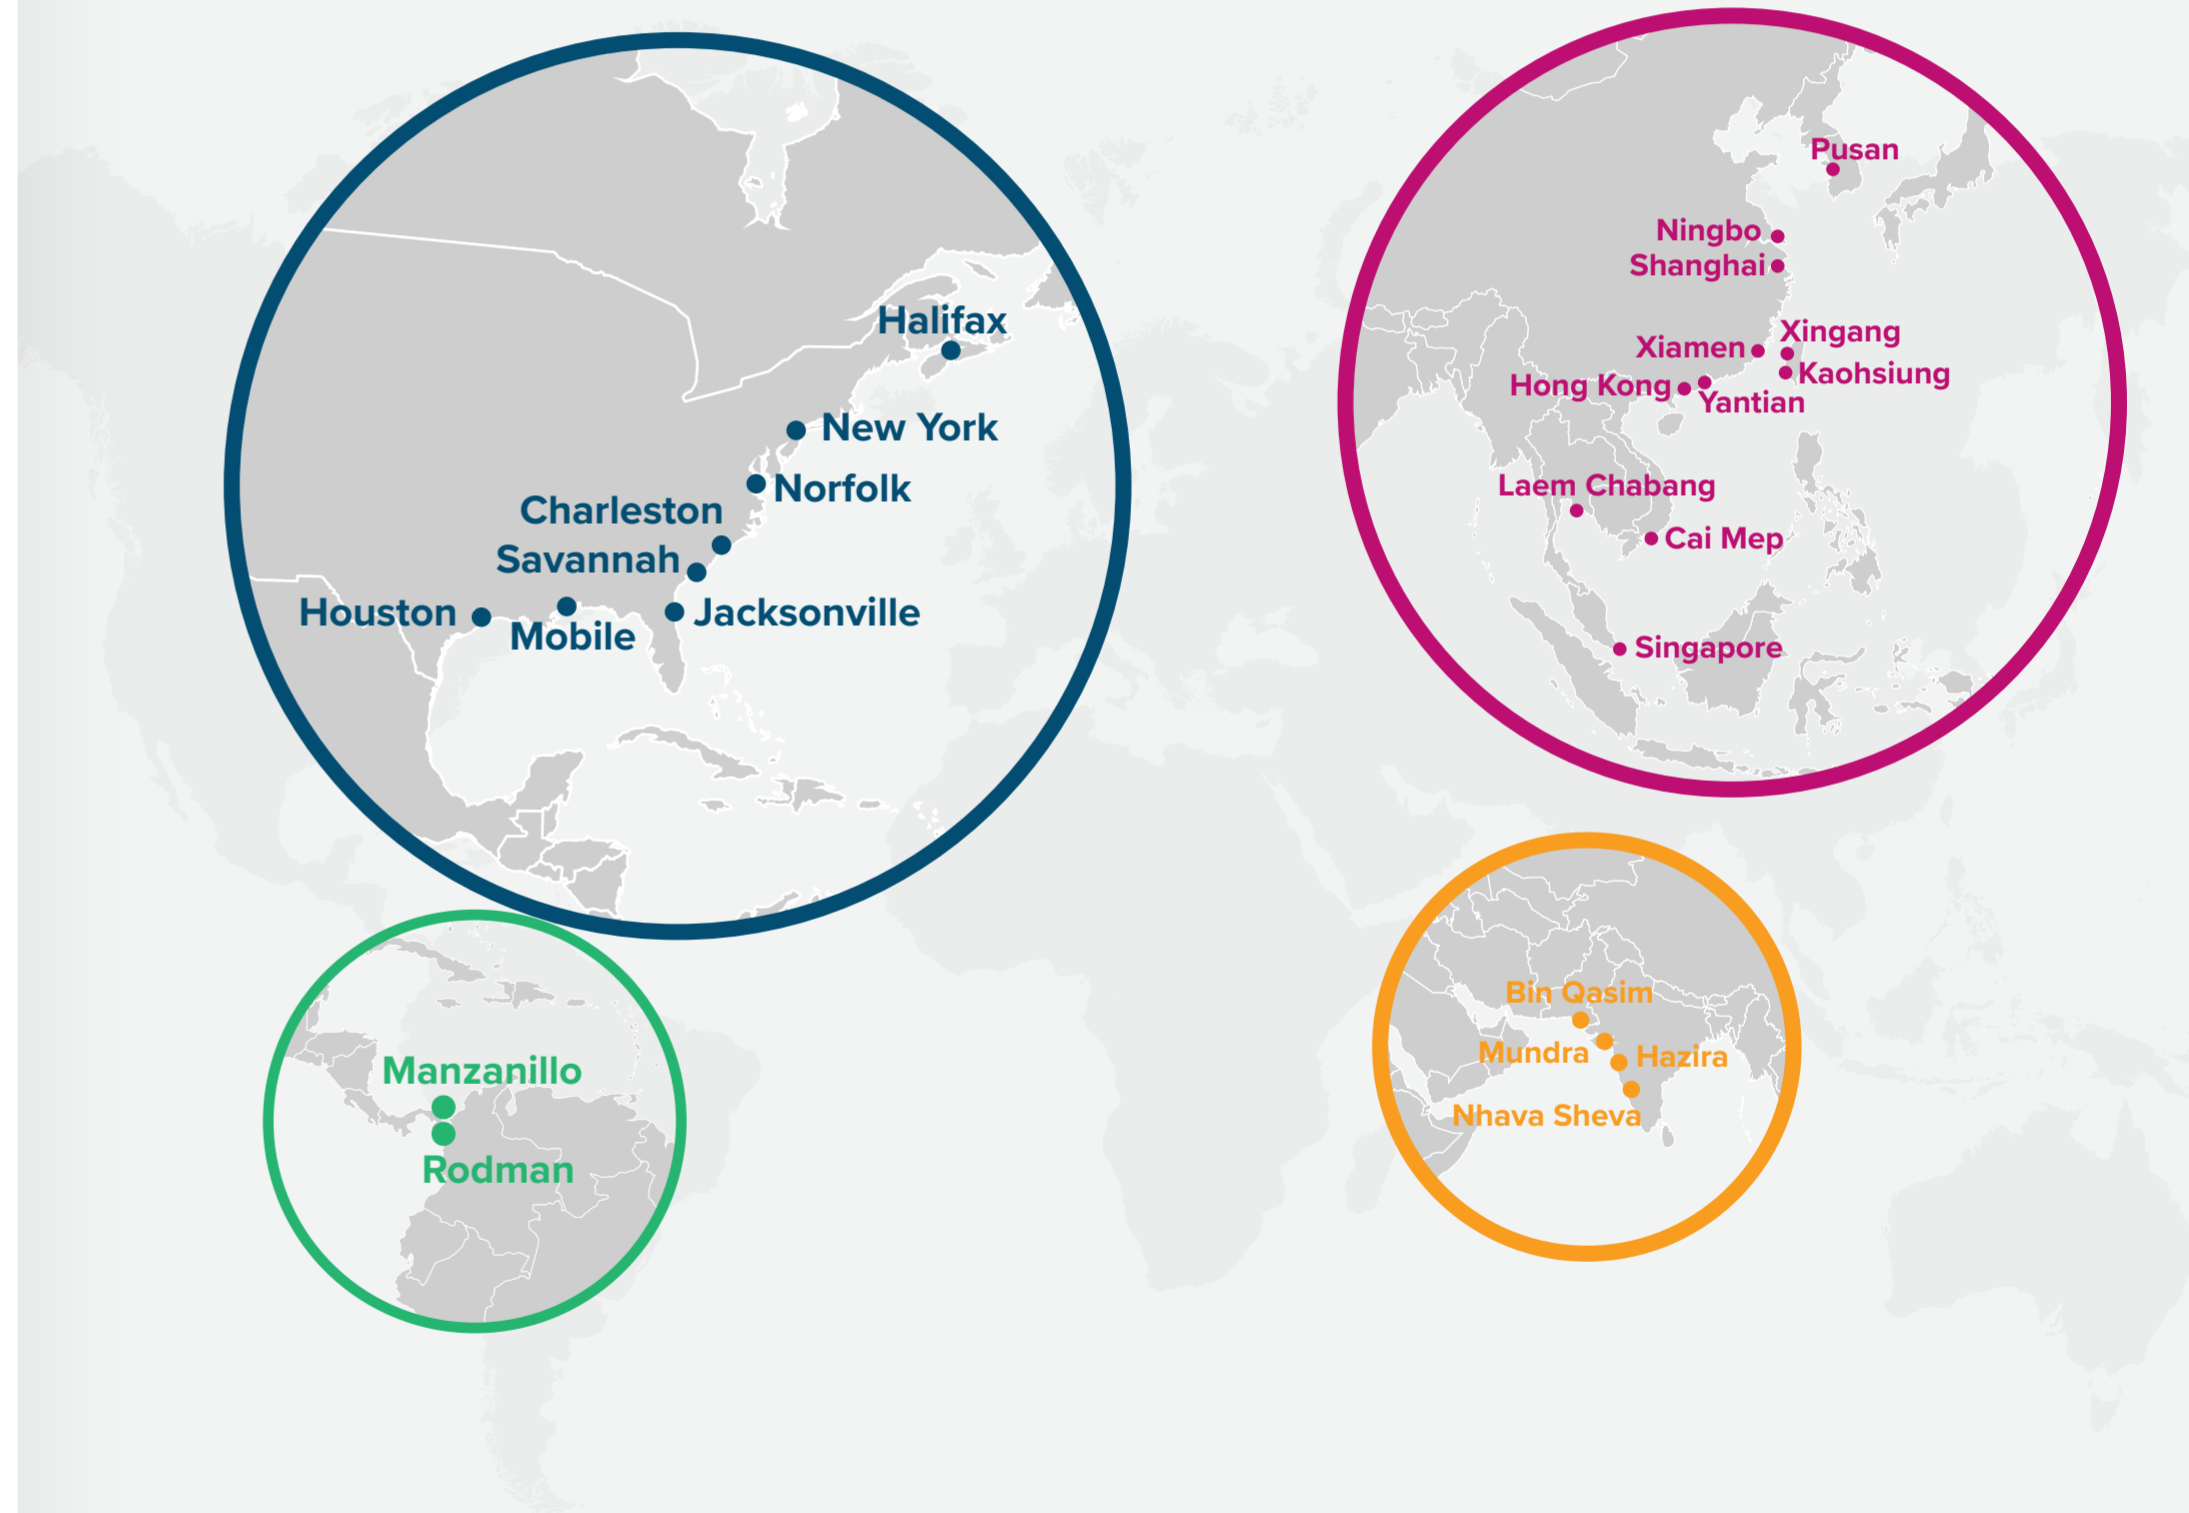 Halifax
New York
Norfolk
Charleston
Savannah
Houston
Mobile
Jacksonville
Pusan
Ningbo
Shanghai
Xingang
Xiamen
Kaohsiung
Hong Kong
Yantian
Laem Chabang
Cai Mep
Singapore
Manzanillo
Rodman
Bin Qasim
Mundra
Hazira
Nhava Sheva